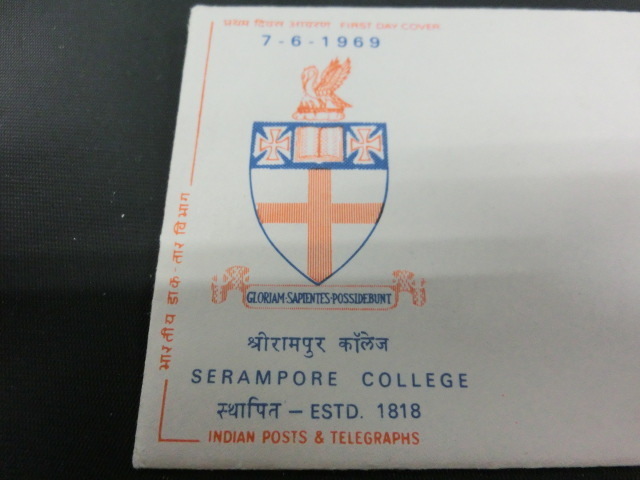 प्रथम दिवस आवरण FIRST DAY COVER
7-6-1969
GLORIAM·SAPIENTES·POSSIDEBUNT
श्रीरामपुर कॉलेज
SERAMPORE COLLEGE
स्थापित – ESTD. 1818
INDIAN POSTS & TELEGRAPHS
भारतीय डाक-तार विभाग